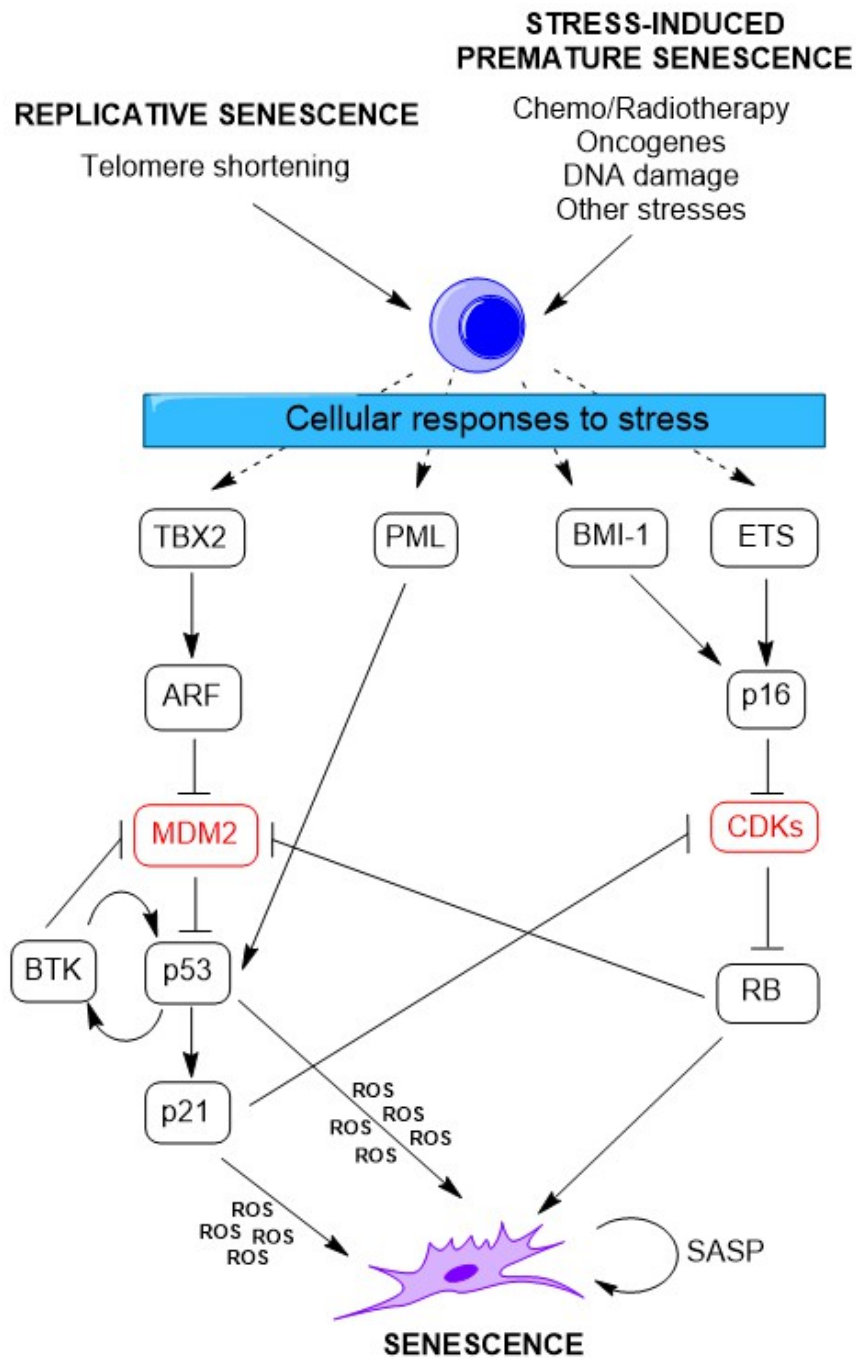 STRESS-INDUCED
PREMATURE SENESCENCE
REPLICATIVE SENESCENCE
Chemo/Radiotherapy
Telomere shortening
Oncogenes
DNA damage
Other stresses
Cellular responses to stress
TBX2
PML
BMI-1
ETS
ARF
p16
MDM2
CDKs
BTK
p53
RB
p21
ROS
ROS
ROS
ROS
ROS
ROS
ROS
ROS
ROS
SASP
SENESCENCE